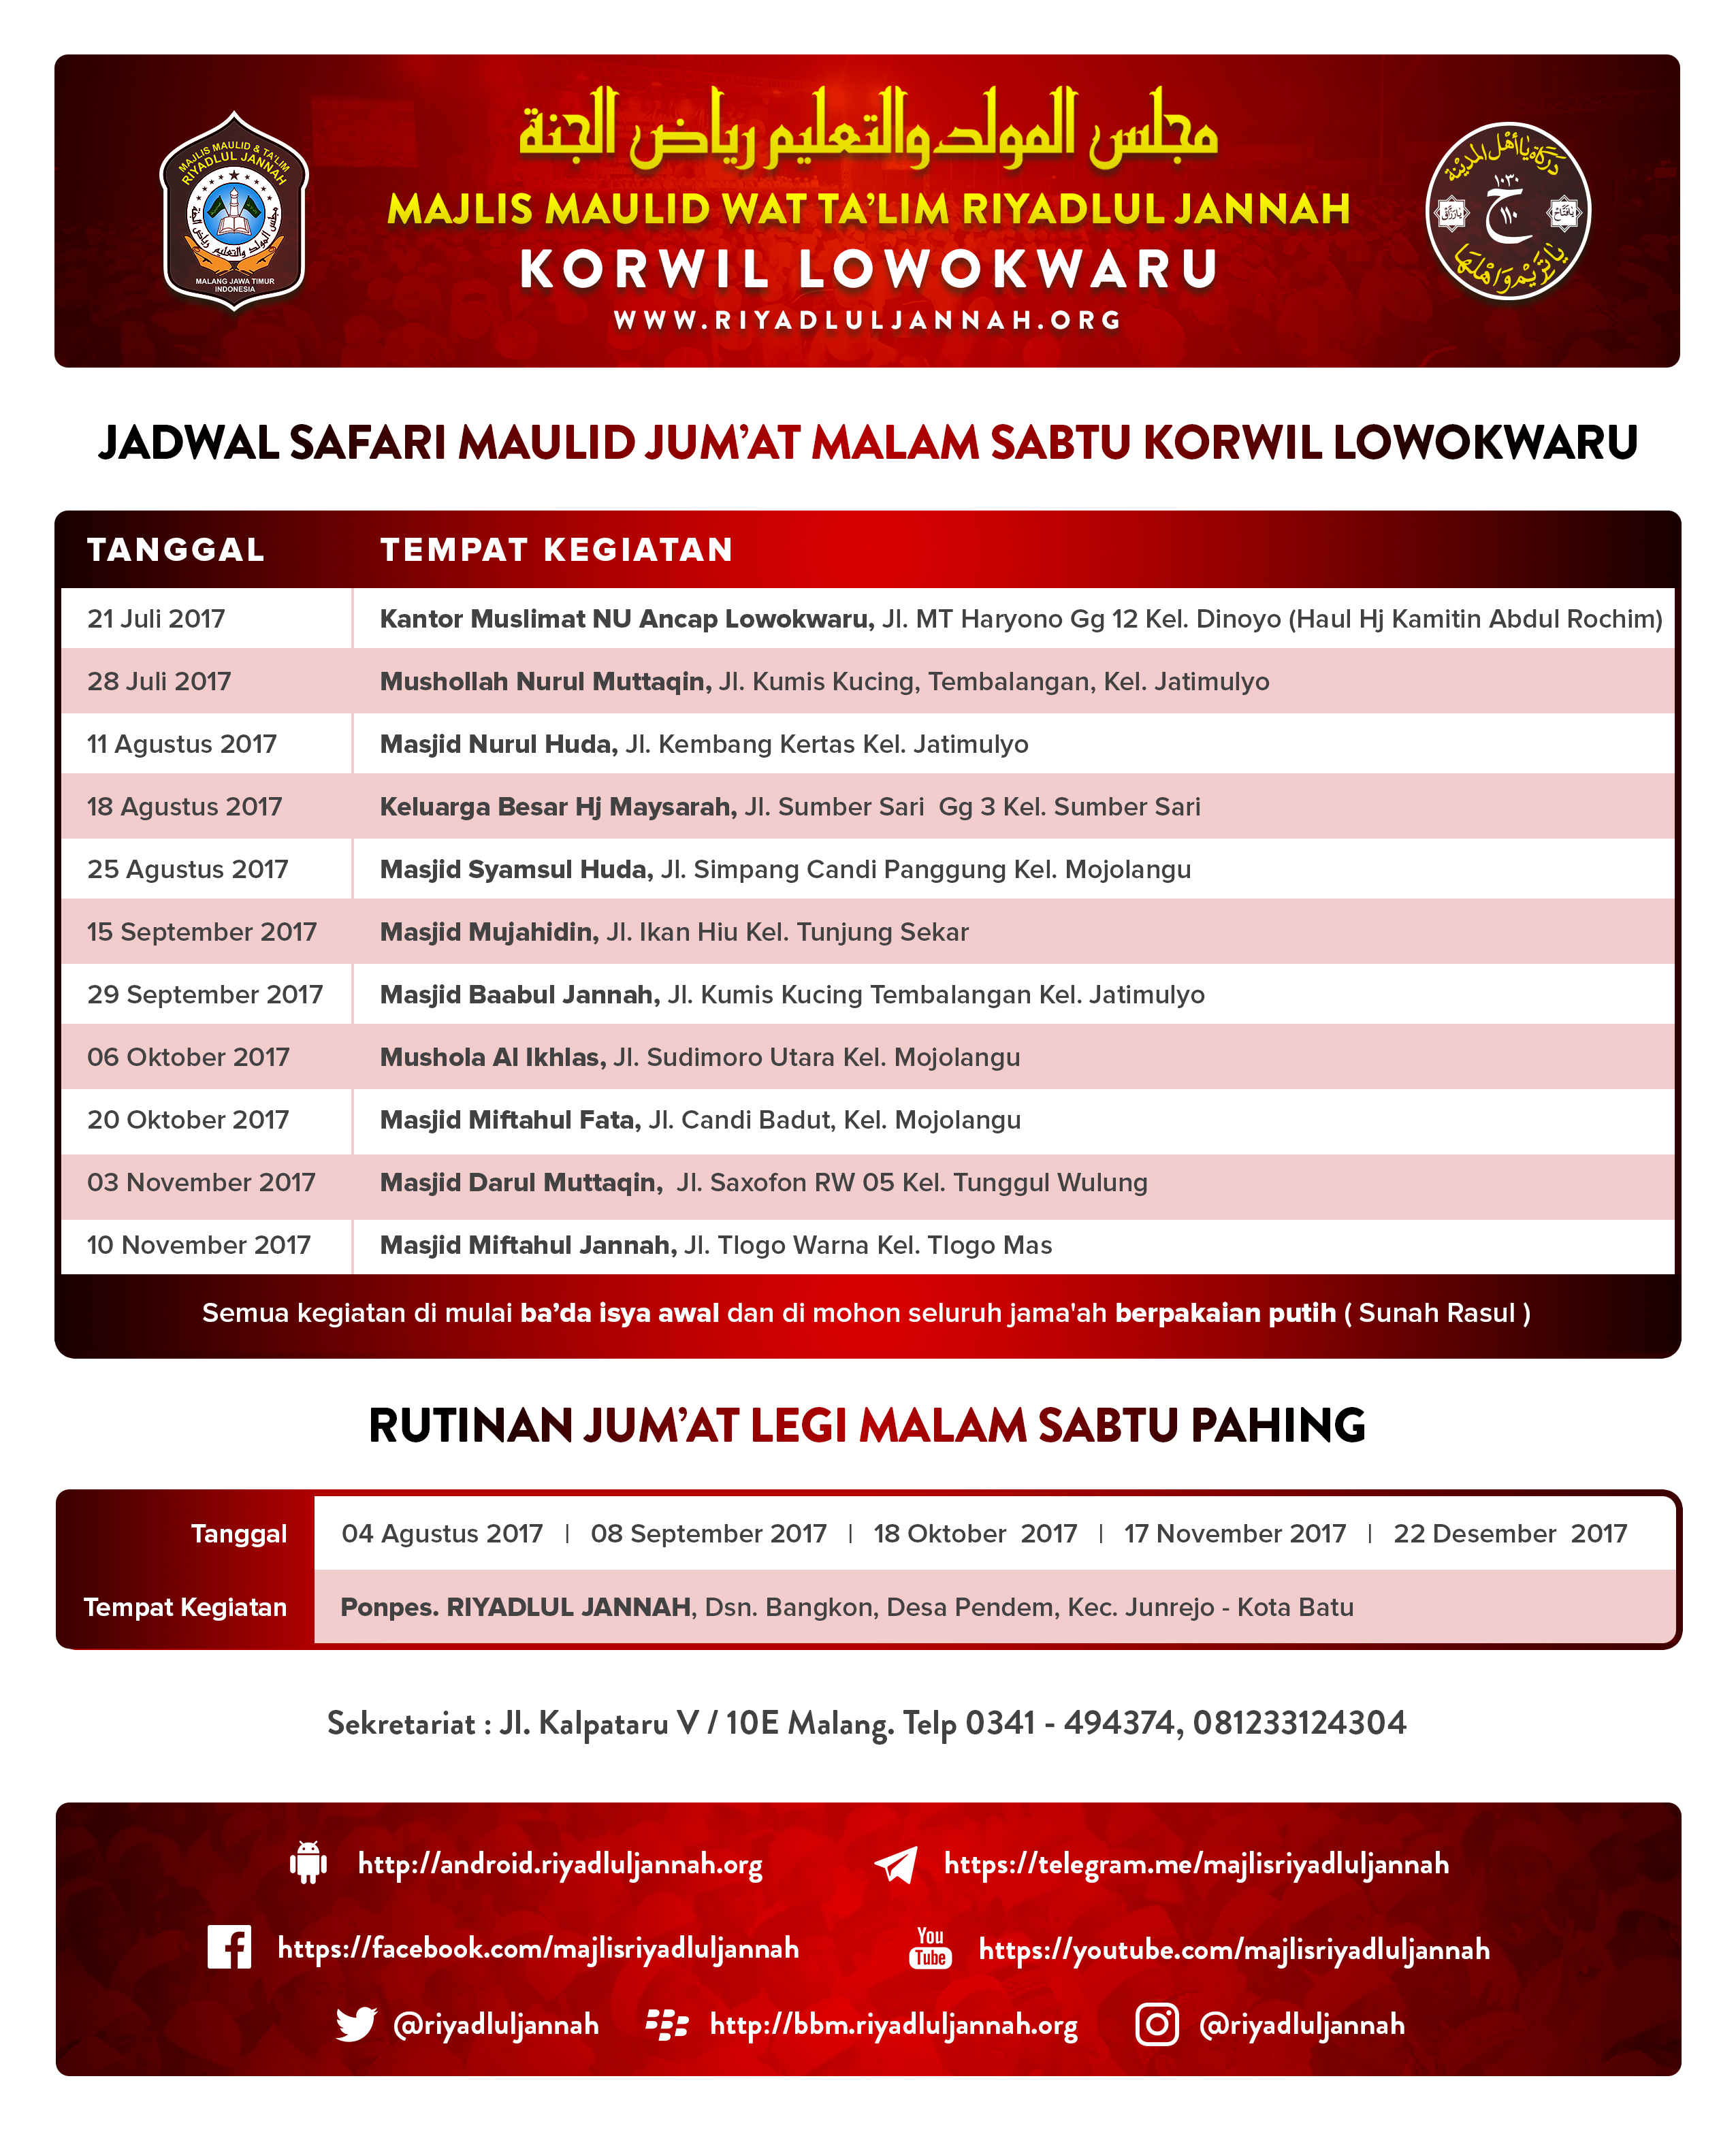 مجلس المولد والتعليم رياض الجنة
MAJLIS MAULID WAT TA’LIM RIYADLUL JANNAH
KORWIL LOWOKWARU
WWW.RIYADLULJANNAH.ORG
MAJLIS MAULID & TA'LIM
RIYADLUL JANNAH
مجلس المولد والتعليم رياض الجنة
MALANG JAWA TIMUR
INDONESIA
١٠٣٠
ح
١١٠
JADWAL SAFARI MAULID JUM’AT MALAM SABTU KORWIL LOWOKWARU
TANGGAL TEMPAT KEGIATAN
21 Juli 2017 Kantor Muslimat NU Ancap Lowokwaru, Jl. MT Haryono Gg 12 Kel. Dinoyo (Haul Hj Kamitin Abdul Rochim)
28 Juli 2017 Mushollah Nurul Muttaqin, Jl. Kumis Kucing, Tembalangan, Kel. Jatimulyo
11 Agustus 2017 Masjid Nurul Huda, Jl. Kembang Kertas Kel. Jatimulyo
18 Agustus 2017 Keluarga Besar Hj Maysarah, Jl. Sumber Sari  Gg 3 Kel. Sumber Sari
25 Agustus 2017 Masjid Syamsul Huda, Jl. Simpang Candi Panggung Kel. Mojolangu
15 September 2017 Masjid Mujahidin, Jl. Ikan Hiu Kel. Tunjung Sekar
29 September 2017 Masjid Baabul Jannah, Jl. Kumis Kucing Tembalangan Kel. Jatimulyo
06 Oktober 2017 Mushola Al Ikhlas, Jl. Sudimoro Utara Kel. Mojolangu
20 Oktober 2017 Masjid Miftahul Fata, Jl. Candi Badut, Kel. Mojolangu
03 November 2017 Masjid Darul Muttaqin,  Jl. Saxofon RW 05 Kel. Tunggul Wulung
10 November 2017 Masjid Miftahul Jannah, Jl. Tlogo Warna Kel. Tlogo Mas
Semua kegiatan di mulai ba’da isya awal dan di mohon seluruh jama'ah berpakaian putih ( Sunah Rasul )
RUTINAN JUM’AT LEGI MALAM SABTU PAHING
Tanggal 04 Agustus 2017 | 08 September 2017 | 18 Oktober  2017 | 17 November 2017 | 22 Desember  2017
Tempat Kegiatan Ponpes. RIYADLUL JANNAH, Dsn. Bangkon, Desa Pendem, Kec. Junrejo - Kota Batu
Sekretariat : Jl. Kalpataru V / 10E Malang. Telp 0341 - 494374, 081233124304
http://android.riyadluljannah.org https://telegram.me/majlisriyadluljannah
https://facebook.com/majlisriyadluljannah You Tube https://youtube.com/majlisriyadluljannah
@riyadluljannah http://bbm.riyadluljannah.org @riyadluljannah